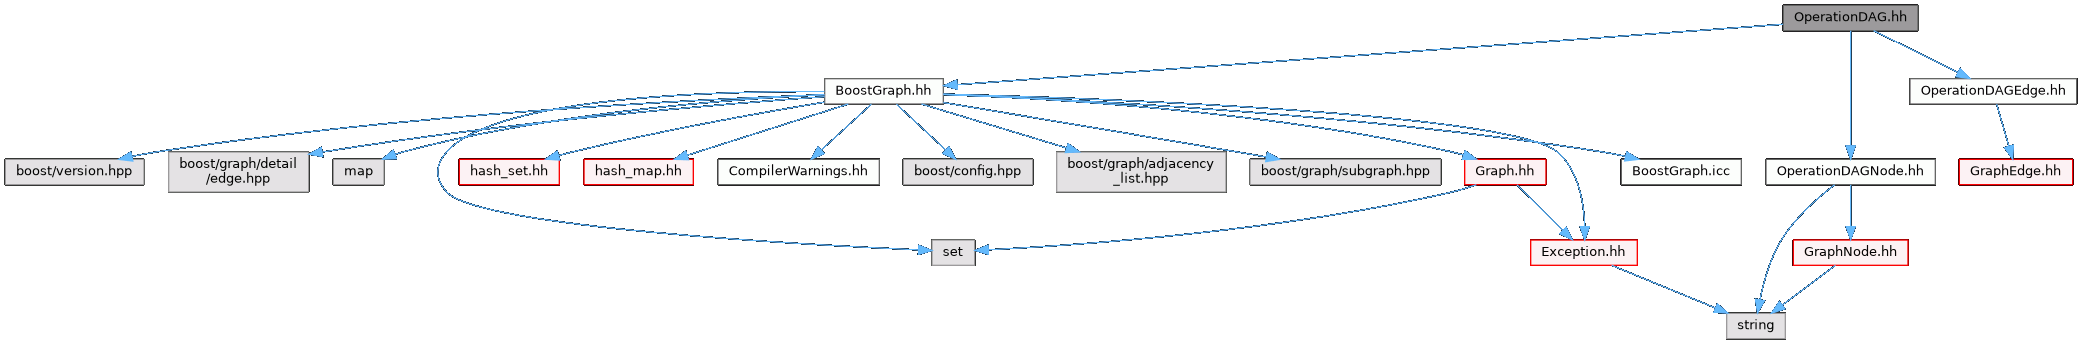 OperationDAG.hh
BoostGraph.hh
OperationDAGEdge.hh
boost/version.hpp
boost/graph/detail
/edge.hpp
map
hash_set.hh
hash_map.hh
CompilerWarnings.hh
boost/config.hpp
boost/graph/adjacency
_list.hpp
boost/graph/subgraph.hpp
Graph.hh
BoostGraph.icc
OperationDAGNode.hh
GraphEdge.hh
set
Exception.hh
GraphNode.hh
string